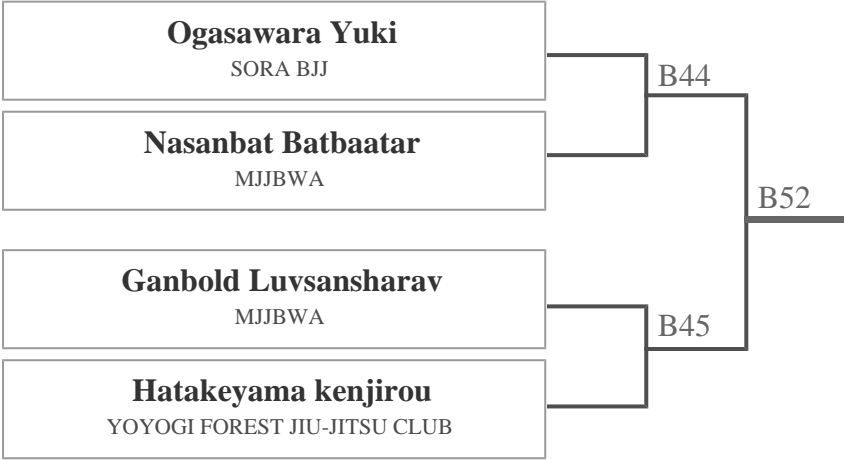 Ogasawara Yuki
SORA BJJ
B44
Nasanbat Batbaatar
MJJBWA
B52
Ganbold Luvsansharav
MJJBWA
B45
Hatakeyama kenjirou
YOYOGI FOREST JIU-JITSU CLUB